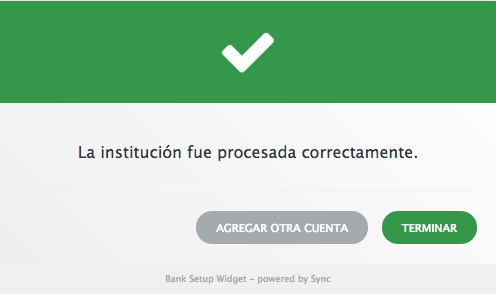 La institución fue procesada correctamente.
AGREGAR OTRA CUENTA TERMINAR
Bank Setup Widget – powered by Sync